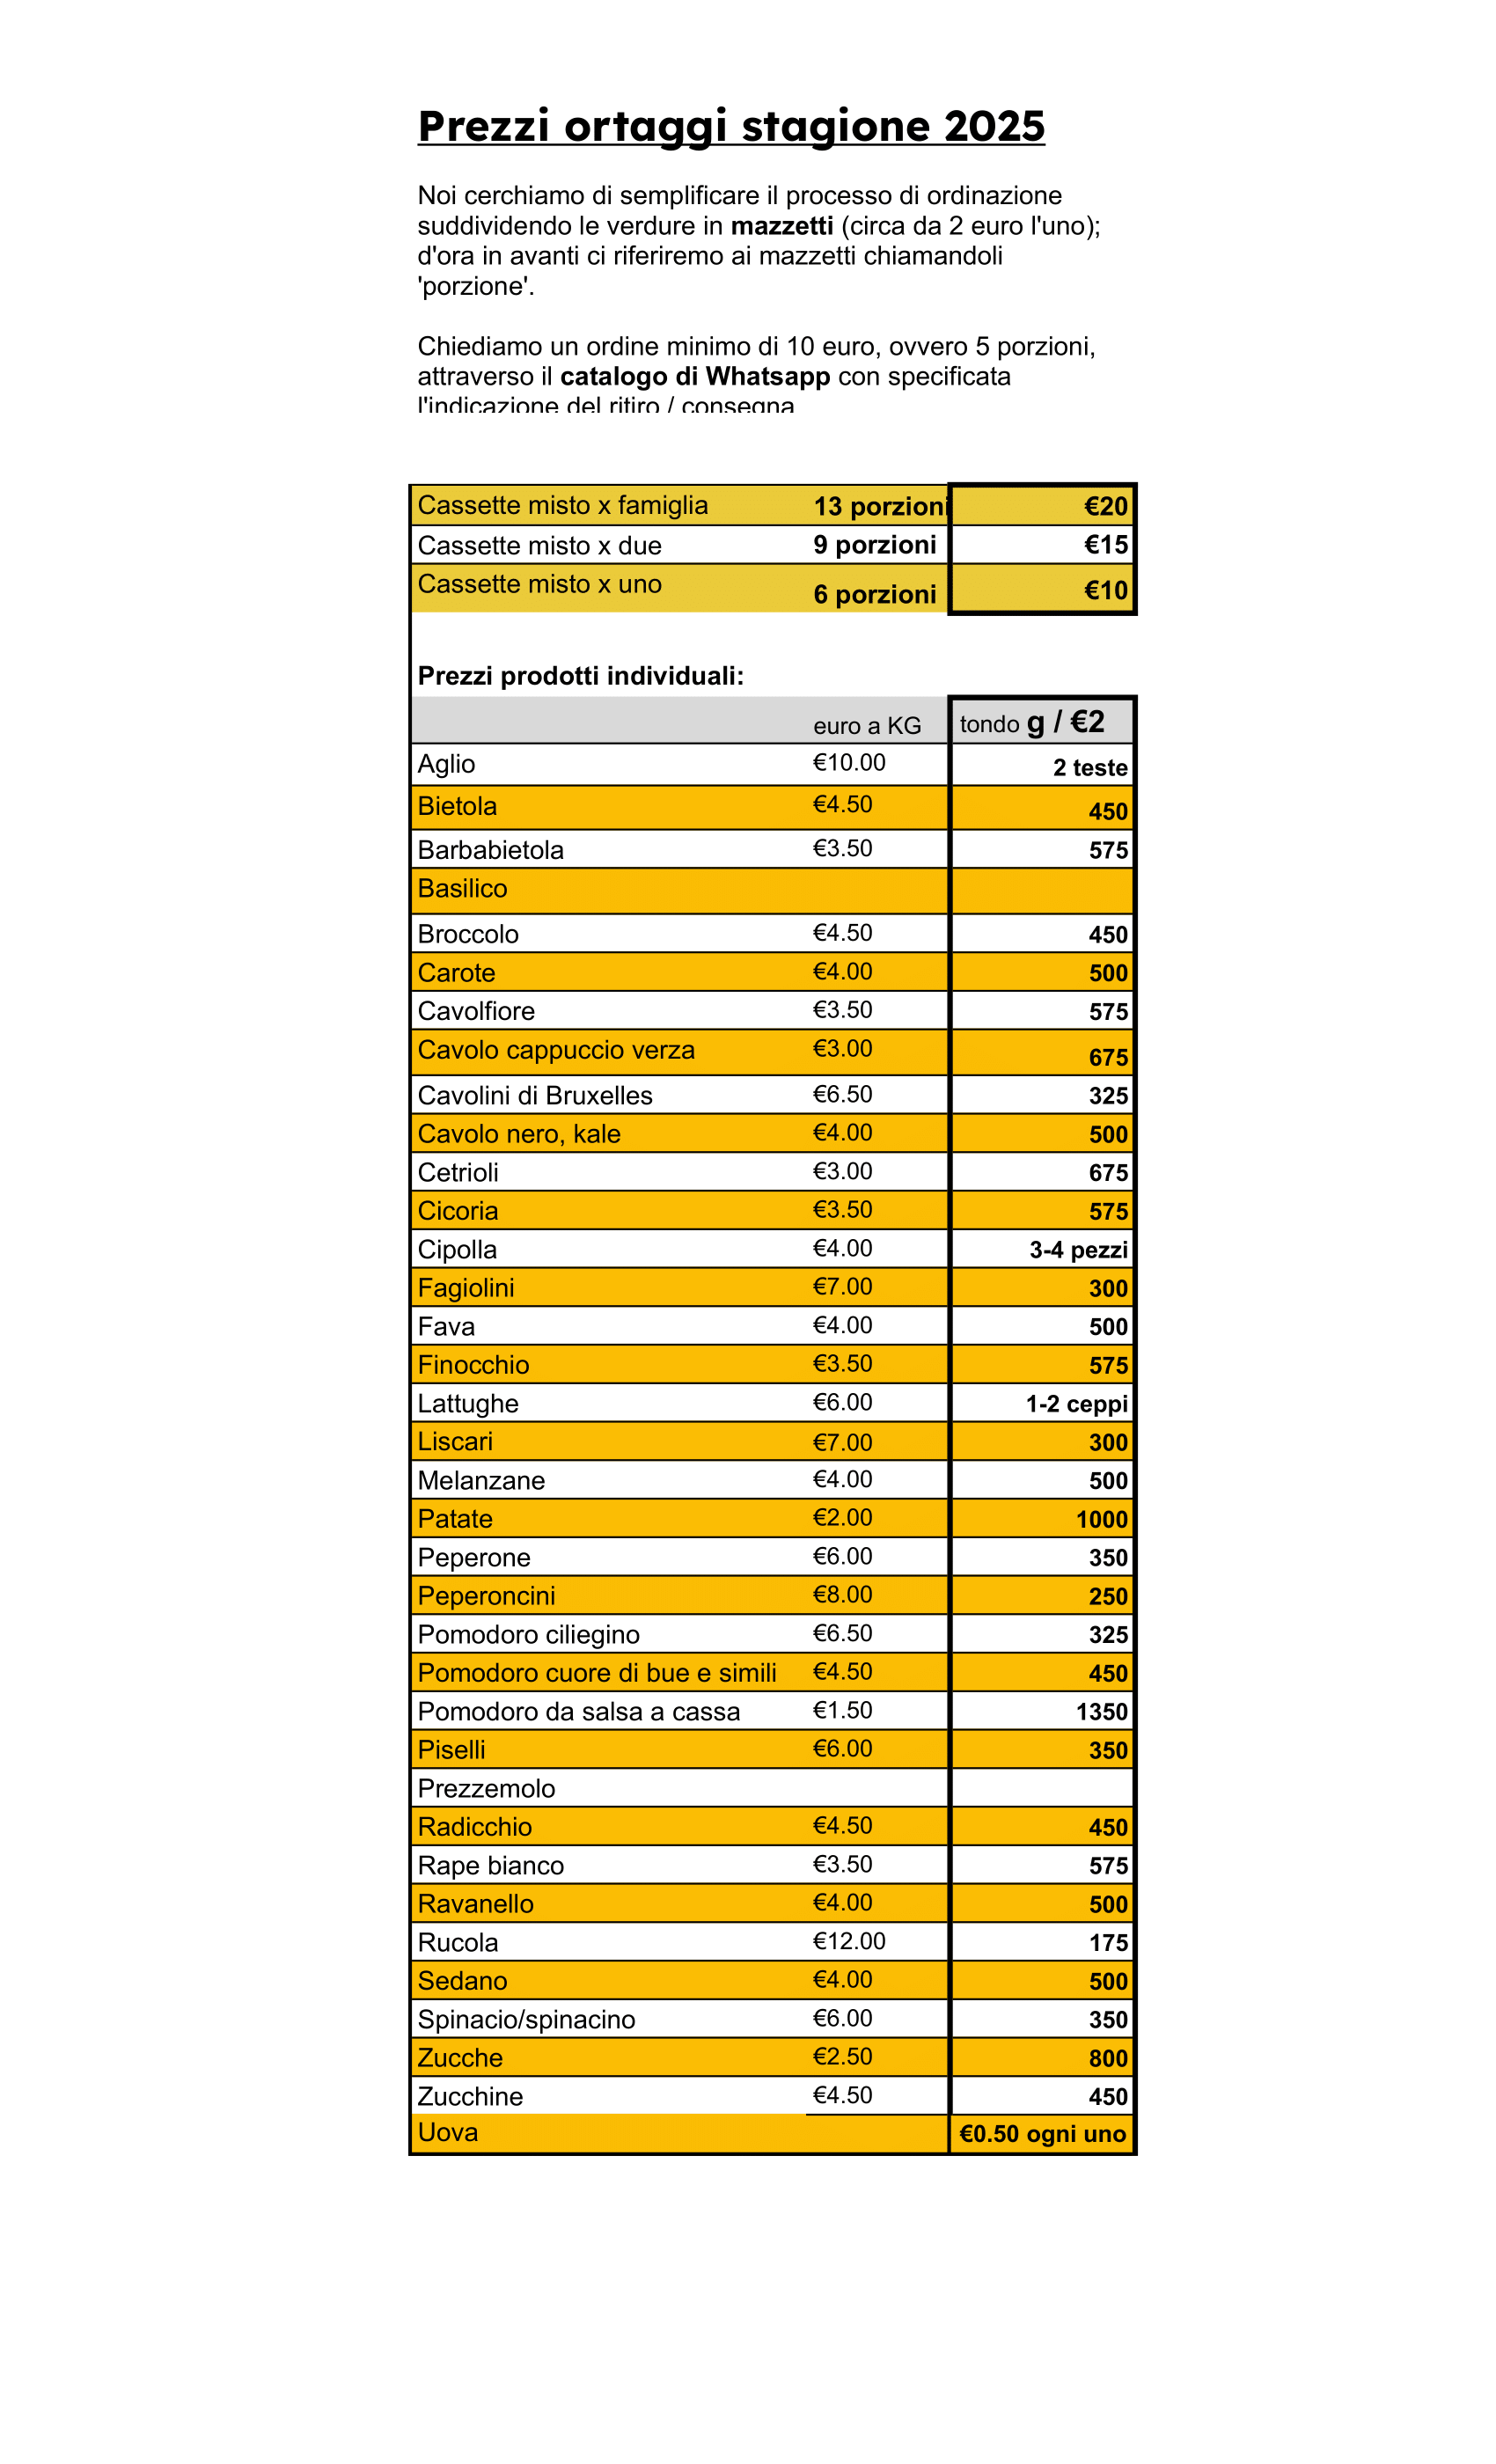 Prezzi ortaggi stagione 2025
Noi cerchiamo di semplificare il processo di ordinazione
suddividendo le verdure in mazzetti (circa da 2 euro l'uno);
d'ora in avanti ci riferiremo ai mazzetti chiamandoli
'porzione'.
Chiediamo un ordine minimo di 10 euro, ovvero 5 porzioni,
attraverso il catalogo di Whatsapp con specificata
l'indicazione del ritiro / consegna
Cassette misto x famiglia 13 porzioni €20
Cassette misto x due 9 porzioni €15
Cassette misto x uno 6 porzioni €10
Prezzi prodotti individuali:
euro a KG tondo g / €2
Aglio €10.00 2 teste
Bietola €4.50 450
Barbabietola €3.50 575
Basilico
Broccolo €4.50 450
Carote €4.00 500
Cavolfiore €3.50 575
Cavolo cappuccio verza €3.00 675
Cavolini di Bruxelles €6.50 325
Cavolo nero, kale €4.00 500
Cetrioli €3.00 675
Cicoria €3.50 575
Cipolla €4.00 3-4 pezzi
Fagiolini €7.00 300
Fava €4.00 500
Finocchio €3.50 575
Lattughe €6.00 1-2 ceppi
Liscari €7.00 300
Melanzane €4.00 500
Patate €2.00 1000
Peperone €6.00 350
Peperoncini €8.00 250
Pomodoro ciliegino €6.50 325
Pomodoro cuore di bue e simili €4.50 450
Pomodoro da salsa a cassa €1.50 1350
Piselli €6.00 350
Prezzemolo
Radicchio €4.50 450
Rape bianco €3.50 575
Ravanello €4.00 500
Rucola €12.00 175
Sedano €4.00 500
Spinacio/spinacino €6.00 350
Zucche €2.50 800
Zucchine €4.50 450
Uova €0.50 ogni uno